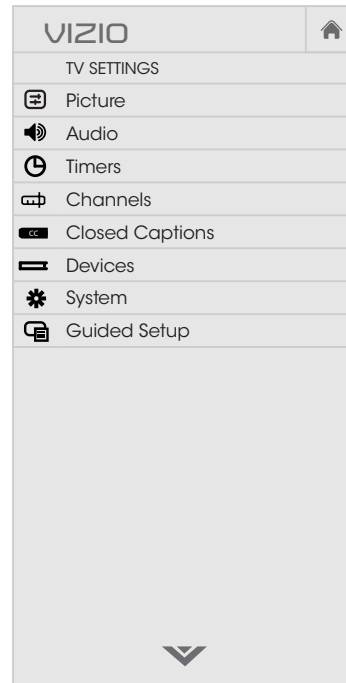 VIZIO
TV SETTINGS
Picture
Audio
Timers
Channels
CC Closed Captions
Devices
System
Guided Setup